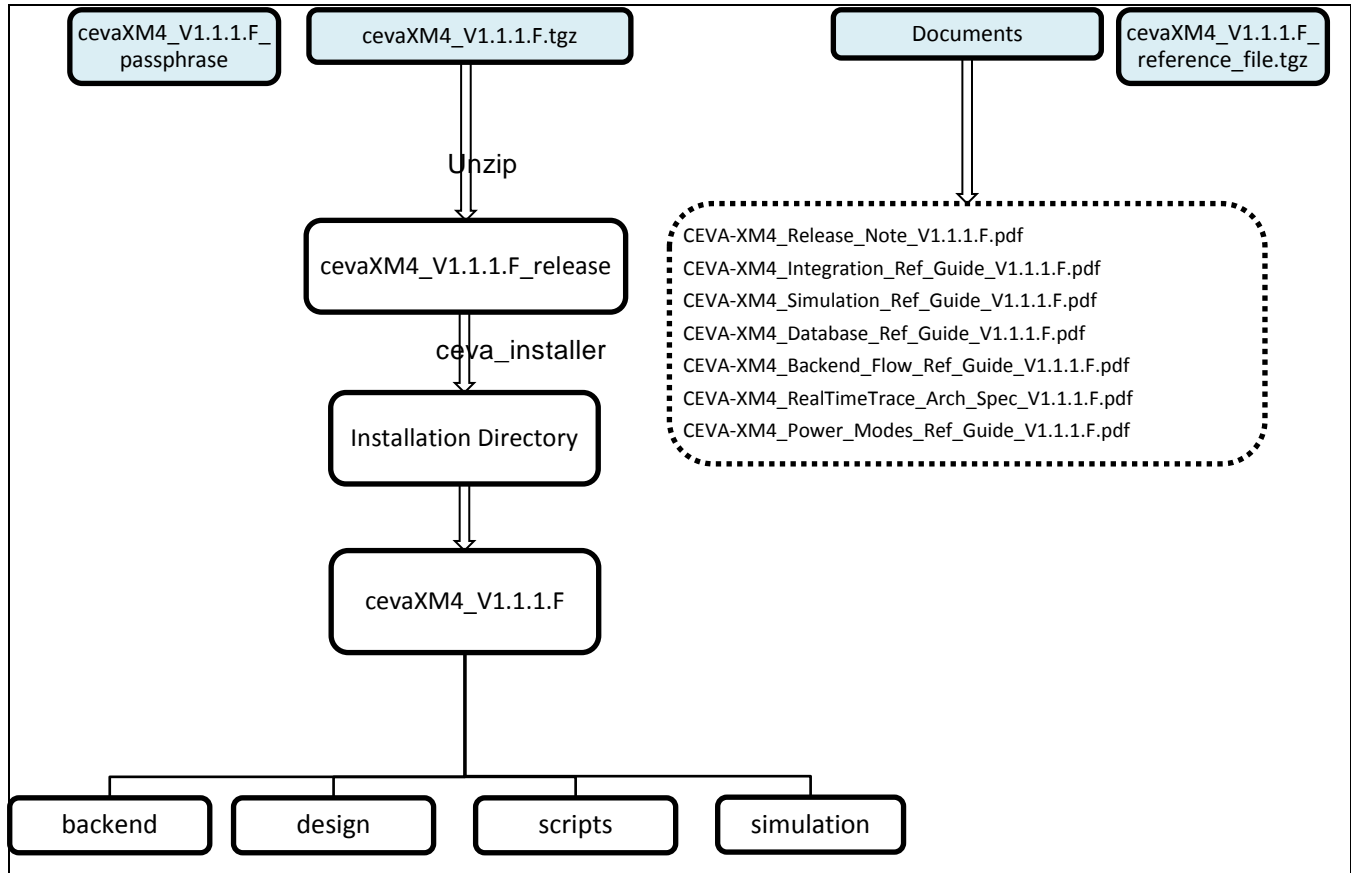 cevaXM4_V1.1.1.F_
passphrase
cevaXM4_V1.1.1.F.tgz
Documents
cevaXM4_V1.1.1.F_
reference_file.tgz
Unzip
cevaXM4_V1.1.1.F_release
ceva_installer
Installation Directory
cevaXM4_V1.1.1.F
backend
design
scripts
simulation
CEVA-XM4_Release_Note_V1.1.1.F.pdf
CEVA-XM4_Integration_Ref_Guide_V1.1.1.F.pdf
CEVA-XM4_Simulation_Ref_Guide_V1.1.1.F.pdf
CEVA-XM4_Database_Ref_Guide_V1.1.1.F.pdf
CEVA-XM4_Backend_Flow_Ref_Guide_V1.1.1.F.pdf
CEVA-XM4_RealTimeTrace_Arch_Spec_V1.1.1.F.pdf
CEVA-XM4_Power_Modes_Ref_Guide_V1.1.1.F.pdf